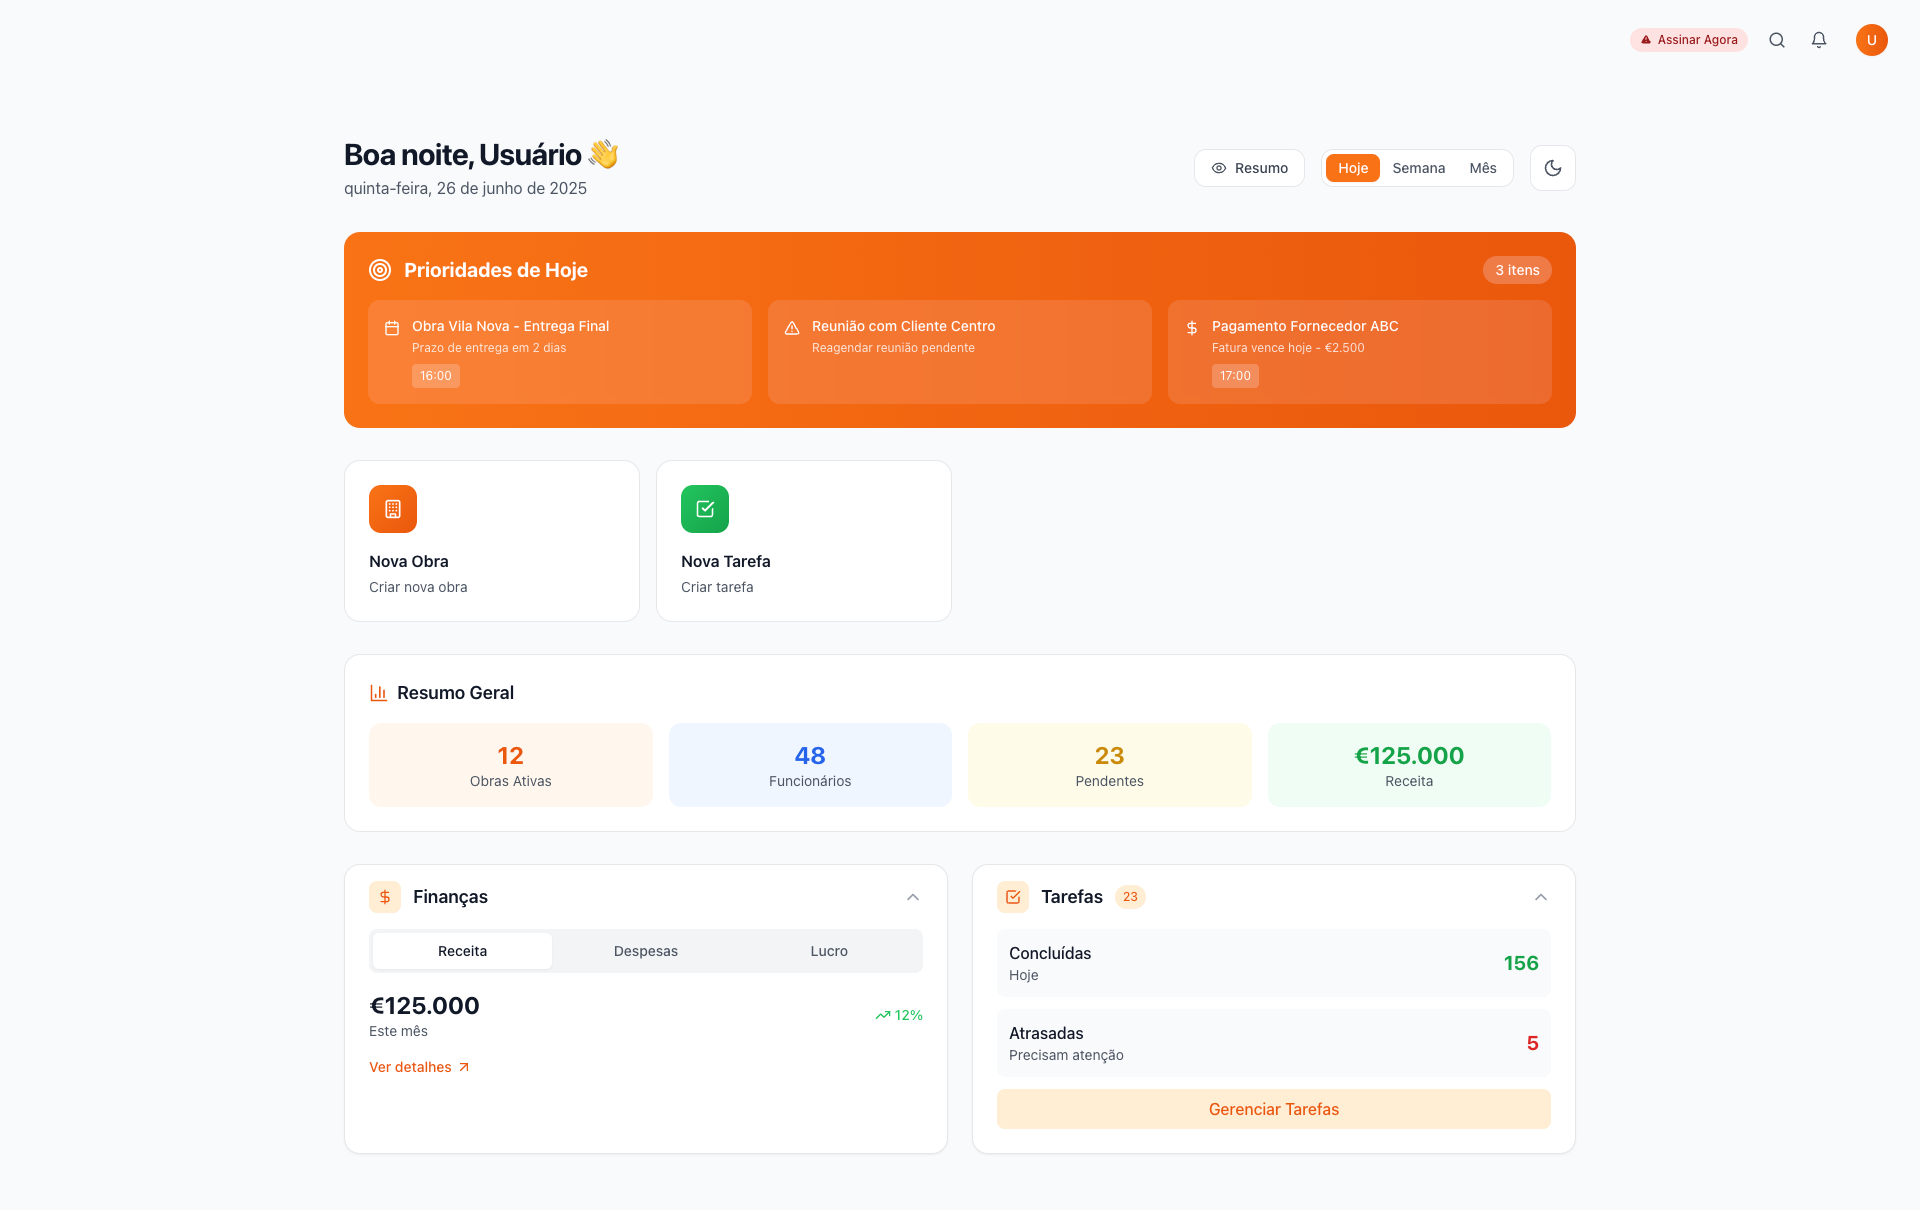 Assinar Agora
U
Boa noite, Usuário 👋
quinta-feira, 26 de junho de 2025
Resumo
Hoje
Semana
Mês
Prioridades de Hoje
3 itens
Obra Vila Nova - Entrega Final
Prazo de entrega em 2 dias
16:00
Reunião com Cliente Centro
Reagendar reunião pendente
Pagamento Fornecedor ABC
Fatura vence hoje - €2.500
17:00
Nova Obra
Criar nova obra
Nova Tarefa
Criar tarefa
Resumo Geral
12
Obras Ativas
48
Funcionários
23
Pendentes
€125.000
Receita
Finanças
Receita
Despesas
Lucro
€125.000
Este mês
12%
Ver detalhes
Tarefas
23
Concluídas
Hoje
156
Atrasadas
Precisam atenção
5
Gerenciar Tarefas